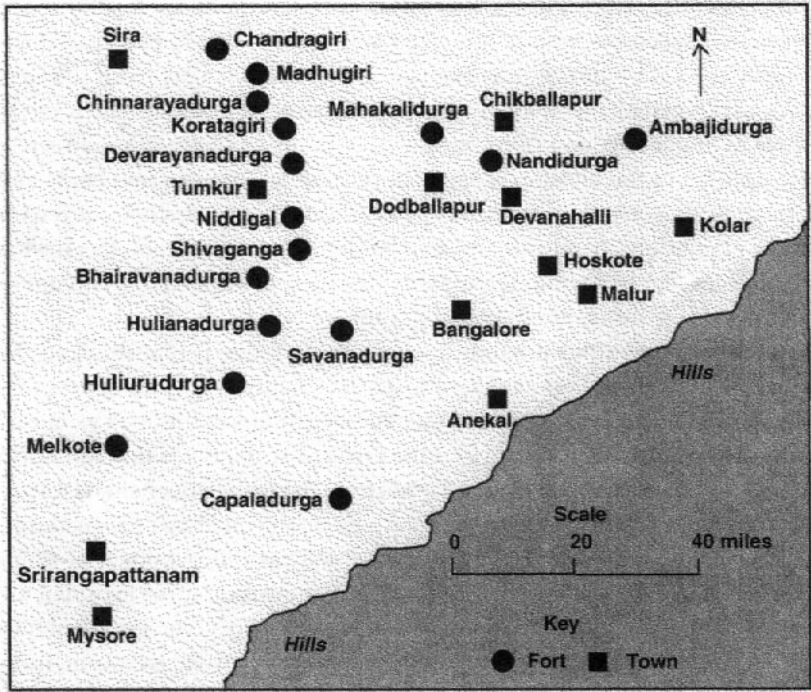 Sira
Chandragiri
N
Madhugiri
Chinnarayadurga
Mahakalidurga
Chikballapur
Koratagiri
Ambajidurga
Devarayanadurga
Nandidurga
Tumkur
Dodballapur
Devanahalli
Niddigal
Kolar
Shivaganga
Hoskote
Bhairavanadurga
Malur
Hulianadurga
Bangalore
Savanadurga
Huliurudurga
Hills
Anekal
Melkote
Capaladurga
Scale
0 20 40 miles
Srirangapattanam
Key
Mysore
Hills
Fort Town